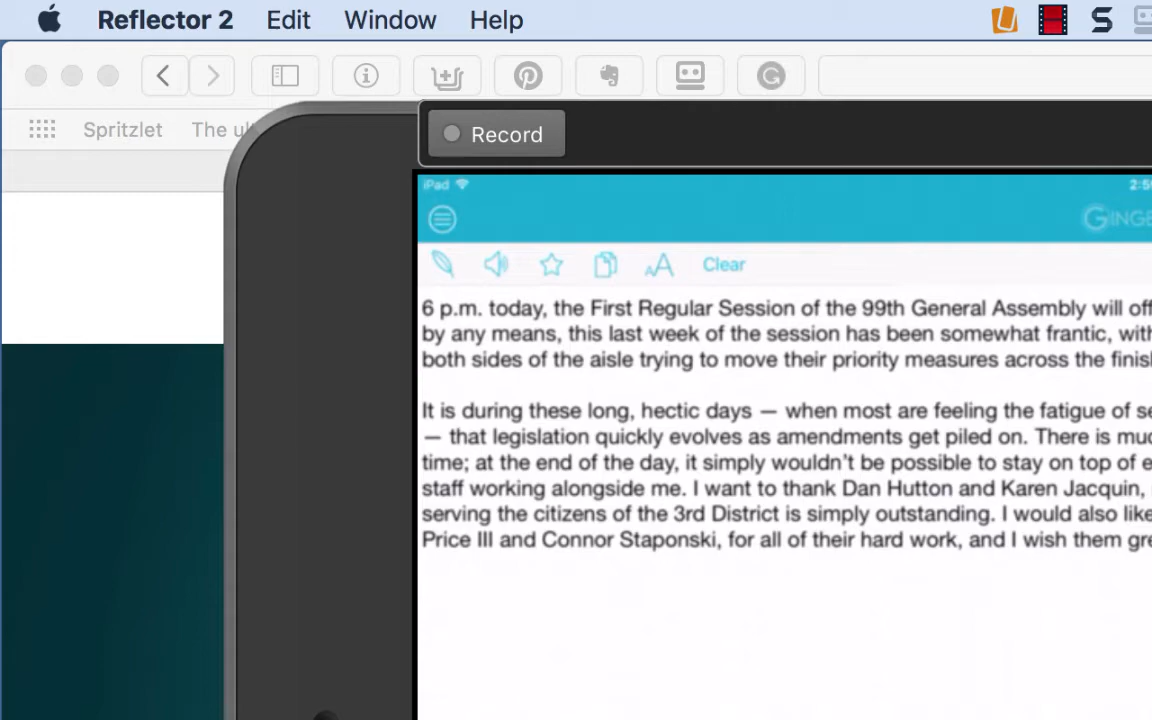 Reflector 2 Edit Window Help
Spritzlet The
Record
iPad
Clear
6 p.m. today, the First Regular Session of the 99th General Assembly will
by any means, this last week of the session has been somewhat frantic,
both sides of the aisle trying to move their priority measures across the
It is during these long, hectic days — when most are feeling the fatigue of
— that legislation quickly evolves as amendments get piled on. There is
time; at the end of the day, it simply wouldn't be possible to stay on top of
staff working alongside me. I want to thank Dan Hutton and Karen Jacquin,
serving the citizens of the 3rd District is simply outstanding. I would also like
Price III and Connor Staponski, for all of their hard work, and I wish them